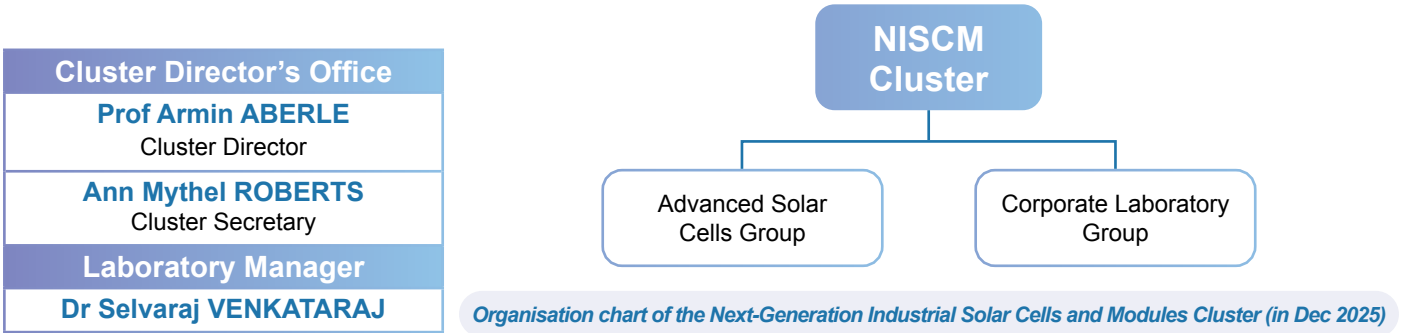 Cluster Director’s Office
Prof Armin ABERLE
Cluster Director
Ann Mythel ROBERTS
Cluster Secretary
Laboratory Manager
Dr Selvaraj VENKATARAJ
NISCM
Cluster
Advanced Solar
Cells Group
Corporate Laboratory
Group
Organisation chart of the Next-Generation Industrial Solar Cells and Modules Cluster (in Dec 2025)